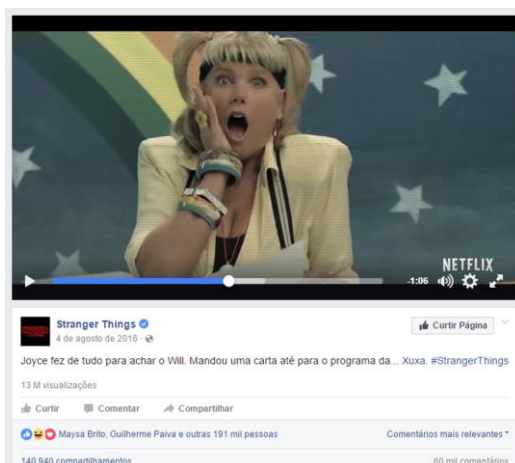 NETFLIX
-1:06
Stranger Things
Curtir Página
4 de agosto de 2016 ·
Joyce fez de tudo para achar o Will. Mandou uma carta até para o programa da... Xuxa. #StrangerThings
13 M visualizações
Curtir Comentar Compartilhar
Maysa Brito, Guilherme Paiva e outras 191 mil pessoas Comentários mais relevantes
140.940 compartilhamentos 60 mil comentários